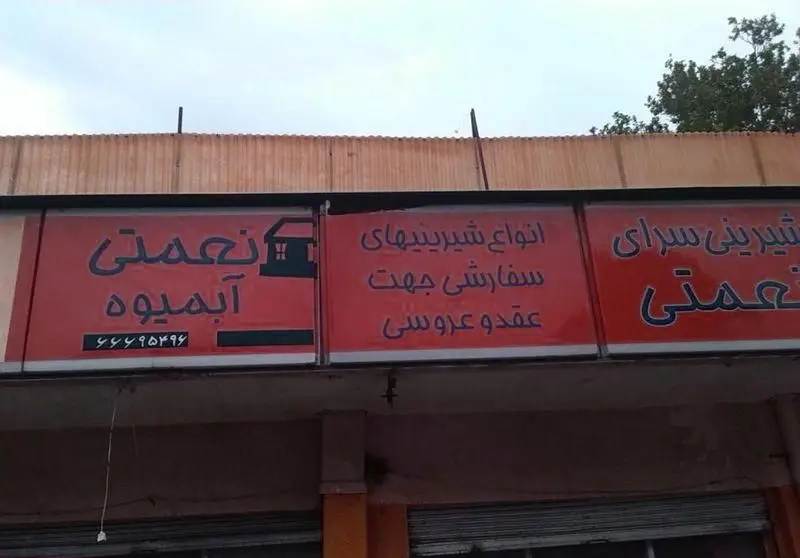 شیرینی سرای
نعمتی
انواع شیرینیهای
سفارشی جهت
عقد و عروسی
نعمتی
آبمیوه
۶۶۶۹۵۴۹۶